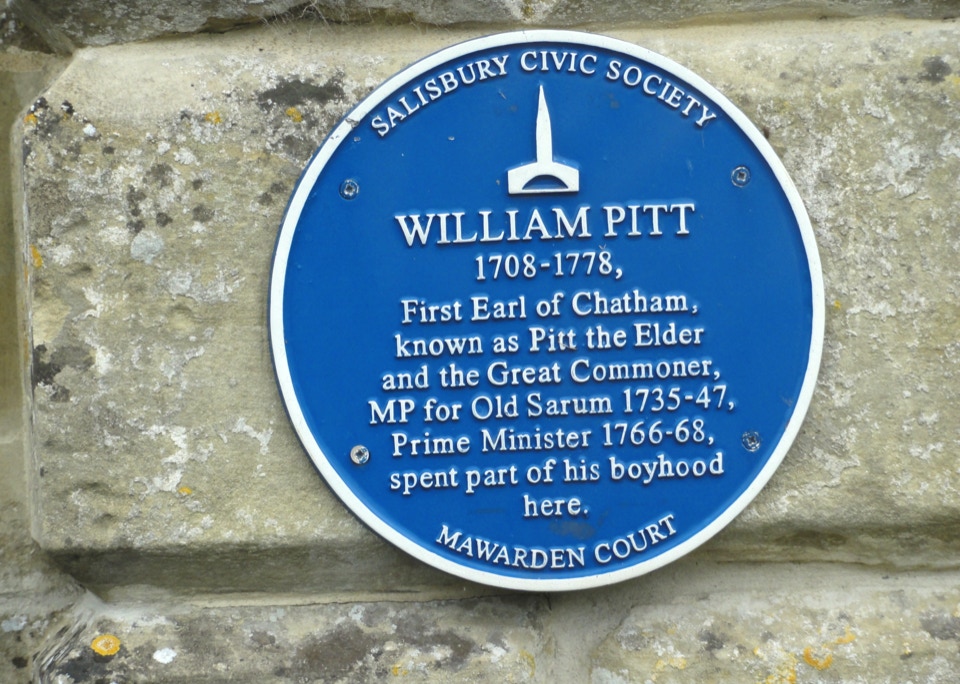 SALISBURY CIVIC SOCIETY
WILLIAM PITT
1708-1778,
First Earl of Chatham,
known as Pitt the Elder
and the Great Commoner,
MP for Old Sarum 1735-47,
Prime Minister 1766-68,
spent part of his boyhood
here.
MAWARDEN COURT